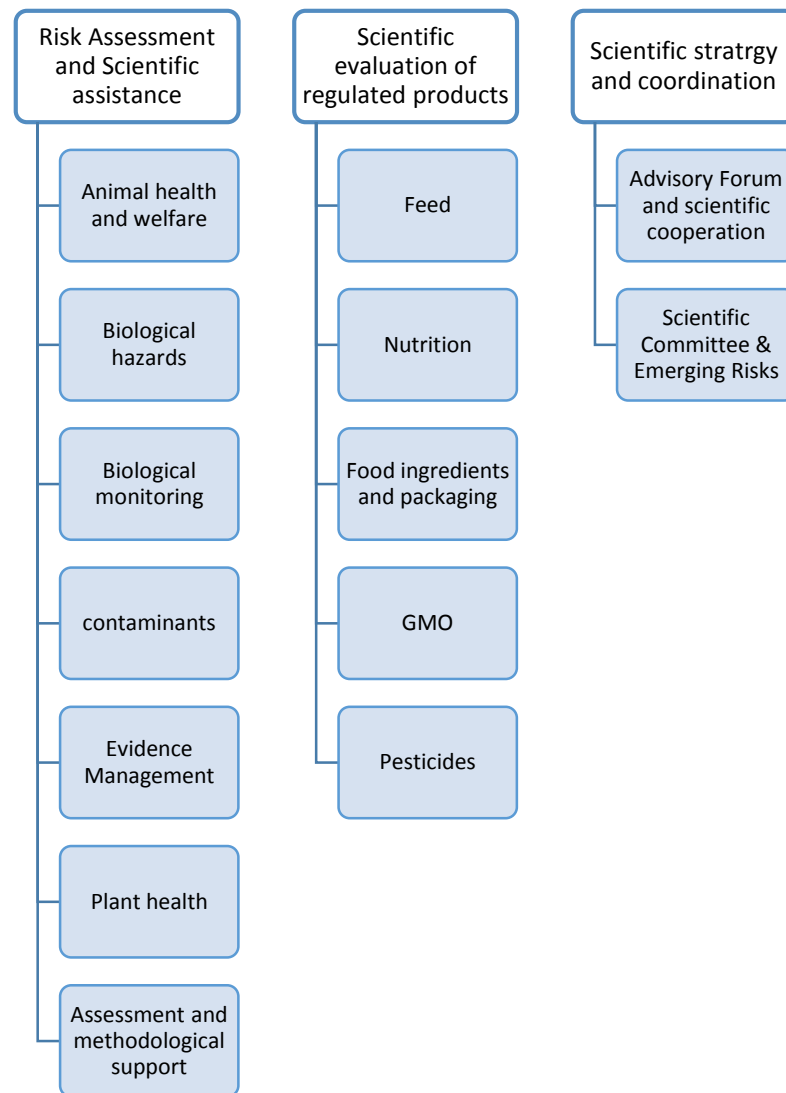 Risk Assessment
and Scientific
assistance
Animal health
and welfare
Biological
hazards
Biological
monitoring
contaminants
Evidence
Management
Plant health
Assessment and
methodological
support
Scientific
evaluation of
regulated products
Feed
Nutrition
Food ingredients
and packaging
GMO
Pesticides
Scientific stratrgy
and coordination
Advisory Forum
and scientific
cooperation
Scientific
Committee &
Emerging Risks